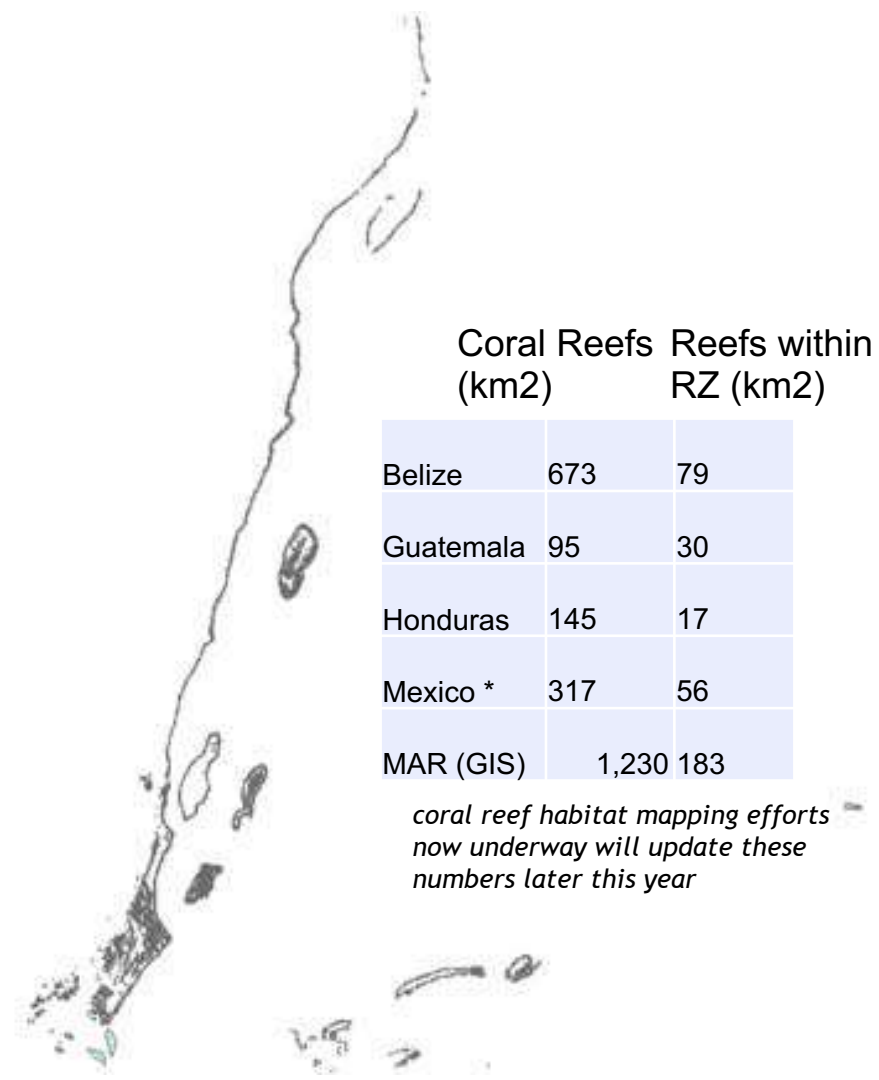 Coral Reefs Reefs within
(km2) RZ (km2)
Belize 673 79
Guatemala 95 30
Honduras 145 17
Mexico * 317 56
MAR (GIS) 1,230 183
coral reef habitat mapping efforts
now underway will update these
numbers later this year